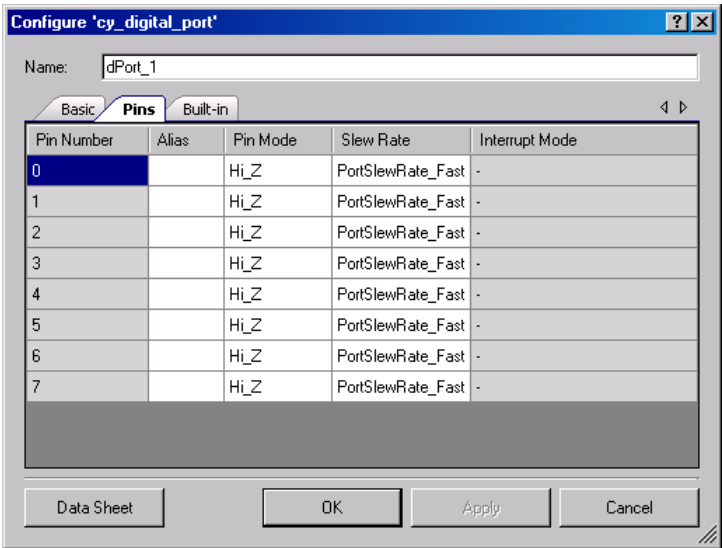 Configure 'cy_digital_port'
Name: dPort_1
Basic Pins Built-in
Pin Number Alias Pin Mode Slew Rate Interrupt Mode
0 Hi_Z PortSlewRate_Fast -
1 Hi_Z PortSlewRate_Fast -
2 Hi_Z PortSlewRate_Fast -
3 Hi_Z PortSlewRate_Fast -
4 Hi_Z PortSlewRate_Fast -
5 Hi_Z PortSlewRate_Fast -
6 Hi_Z PortSlewRate_Fast -
7 Hi_Z PortSlewRate_Fast -
Data Sheet OK Apply Cancel